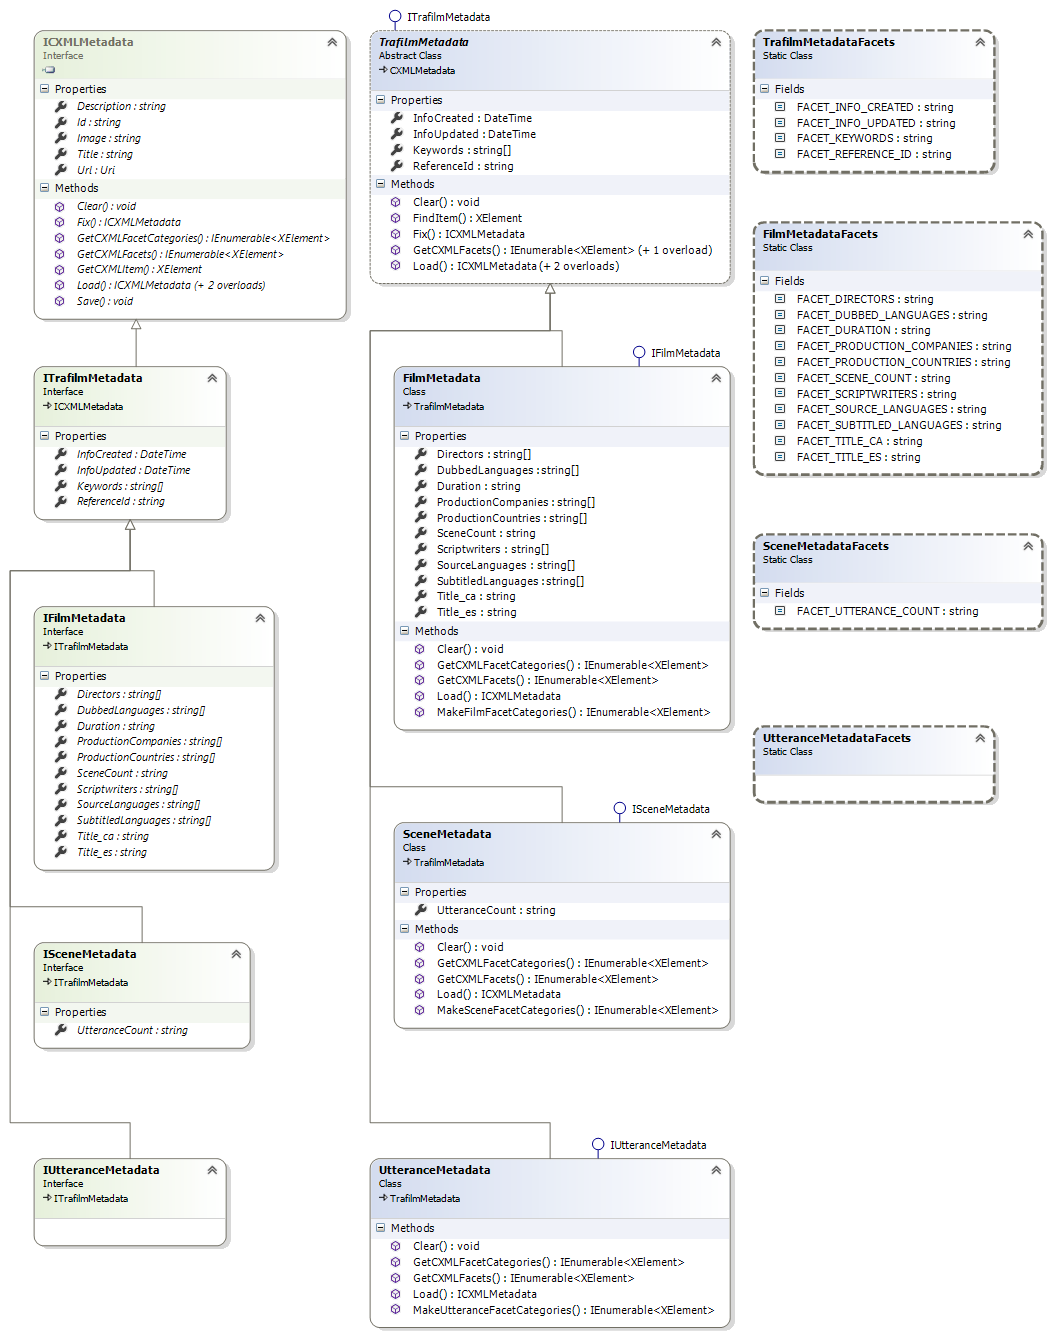 ICXMLMetadata
Interface
Properties
Description : string
Id : string
Image : string
Title : string
Url : Uri
Methods
Clear() : void
Fix() : ICXMLMetadata
GetCXMLFacetCategories() : IEnumerable<XElement>
GetCXMLFacets() : IEnumerable<XElement>
GetCXMLItem() : XElement
Load() : ICXMLMetadata (+ 2 overloads)
Save() : void
ITrafilmMetadata
Interface
ICXMLMetadata
Properties
InfoCreated : DateTime
InfoUpdated : DateTime
Keywords : string[]
ReferenceId : string
IFilmMetadata
Interface
ITrafilmMetadata
Properties
Directors : string[]
DubbedLanguages : string[]
Duration : string
ProductionCompanies : string[]
ProductionCountries : string[]
SceneCount : string
Scriptwriters : string[]
SourceLanguages : string[]
SubtitledLanguages : string[]
Title_ca : string
Title_es : string
ISceneMetadata
Interface
ITrafilmMetadata
Properties
UtteranceCount : string
IUtteranceMetadata
Interface
ITrafilmMetadata
ITrafilmMetadata
TrafilmMetadata
Abstract Class
CXMLMetadata
Properties
InfoCreated : DateTime
InfoUpdated : DateTime
Keywords : string[]
ReferenceId : string
Methods
Clear() : void
FindItem() : XElement
Fix() : ICXMLMetadata
GetCXMLFacets() : IEnumerable<XElement> (+ 1 overload)
Load() : ICXMLMetadata (+ 2 overloads)
IFilmMetadata
FilmMetadata
Class
TrafilmMetadata
Properties
Directors : string[]
DubbedLanguages : string[]
Duration : string
ProductionCompanies : string[]
ProductionCountries : string[]
SceneCount : string
Scriptwriters : string[]
SourceLanguages : string[]
SubtitledLanguages : string[]
Title_ca : string
Title_es : string
Methods
Clear() : void
GetCXMLFacetCategories() : IEnumerable<XElement>
GetCXMLFacets() : IEnumerable<XElement>
Load() : ICXMLMetadata
MakeFilmFacetCategories() : IEnumerable<XElement>
ISceneMetadata
SceneMetadata
Class
TrafilmMetadata
Properties
UtteranceCount : string
Methods
Clear() : void
GetCXMLFacetCategories() : IEnumerable<XElement>
GetCXMLFacets() : IEnumerable<XElement>
Load() : ICXMLMetadata
MakeSceneFacetCategories() : IEnumerable<XElement>
IUtteranceMetadata
UtteranceMetadata
Class
TrafilmMetadata
Methods
Clear() : void
GetCXMLFacetCategories() : IEnumerable<XElement>
GetCXMLFacets() : IEnumerable<XElement>
Load() : ICXMLMetadata
MakeUtteranceFacetCategories() : IEnumerable<XElement>
TrafilmMetadataFacets
Static Class
Fields
FACET_INFO_CREATED : string
FACET_INFO_UPDATED : string
FACET_KEYWORDS : string
FACET_REFERENCE_ID : string
FilmMetadataFacets
Static Class
Fields
FACET_DIRECTORS : string
FACET_DUBBED_LANGUAGES : string
FACET_DURATION : string
FACET_PRODUCTION_COMPANIES : string
FACET_PRODUCTION_COUNTRIES : string
FACET_SCENE_COUNT : string
FACET_SCRIPTWRITERS : string
FACET_SOURCE_LANGUAGES : string
FACET_SUBTITLED_LANGUAGES : string
FACET_TITLE_CA : string
FACET_TITLE_ES : string
SceneMetadataFacets
Static Class
Fields
FACET_UTTERANCE_COUNT : string
UtteranceMetadataFacets
Static Class